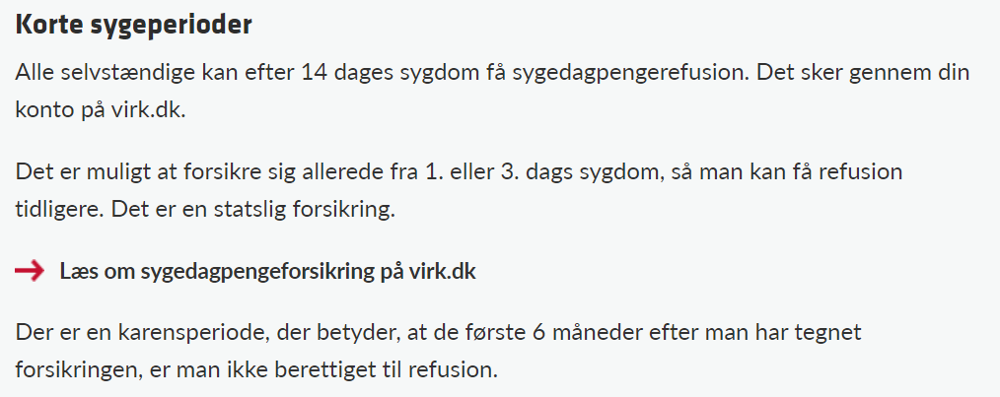 Korte sygeperioder
Alle selvstændige kan efter 14 dages sygdom få sygedagpengerefusion. Det sker gennem din
konto på virk.dk.
Det er muligt at forsikre sig allerede fra 1. eller 3. dags sygdom, så man kan få refusion
tidligere. Det er en statslig forsikring.
Læs om sygedagpengeforsikring på virk.dk
Der er en karensperiode, der betyder, at de første 6 måneder efter man har tegnet
forsikringen, er man ikke berettiget til refusion.